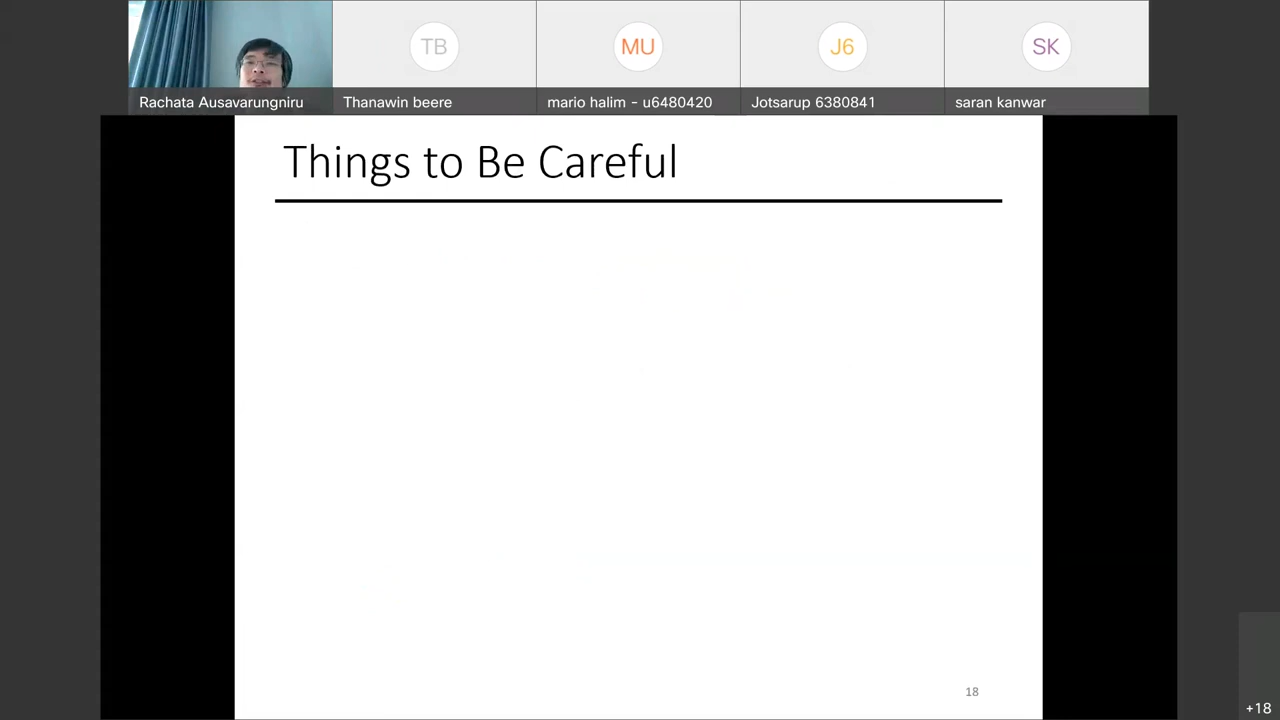 TB
MU
J6
SK
Rachata Ausavarungniru
Thanawin beere
mario halim - u6480420
Jotsarup 6380841
saran kanwar
Things to Be Careful
18
+18